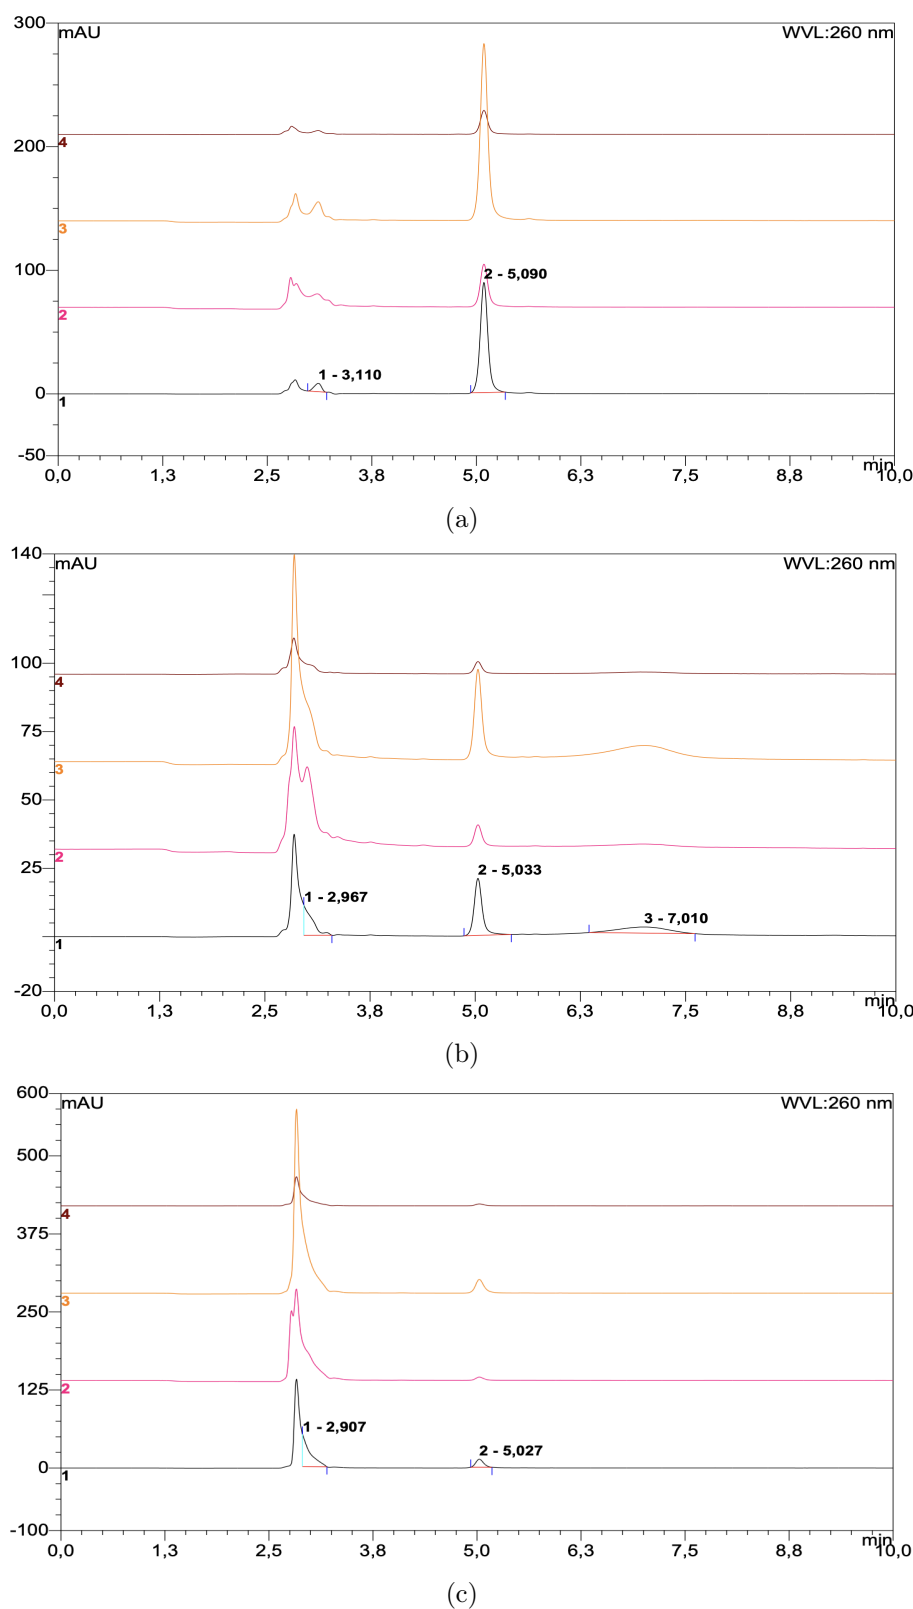 300
mAU
WVL:260 nm
4
200
3
2 - 5,090
100
2
1 - 3,110
0
1
-50
min
0,0 1,3 2,5 3,8 5,0 6,3 7,5 8,8 10,0
(a)
140
mAU
WVL:260 nm
100
4
75
3
50
2
2 - 5,033
25
1 - 2,967
3 - 7,010
1
-20
min
0,0 1,3 2,5 3,8 5,0 6,3 7,5 8,8 10,0
(b)
600
mAU
WVL:260 nm
500
4
375
3
250
2
125
1 - 2,907
2 - 5,027
0
1
-100
min
0,0 1,3 2,5 3,8 5,0 6,3 7,5 8,8 10,0
(c)